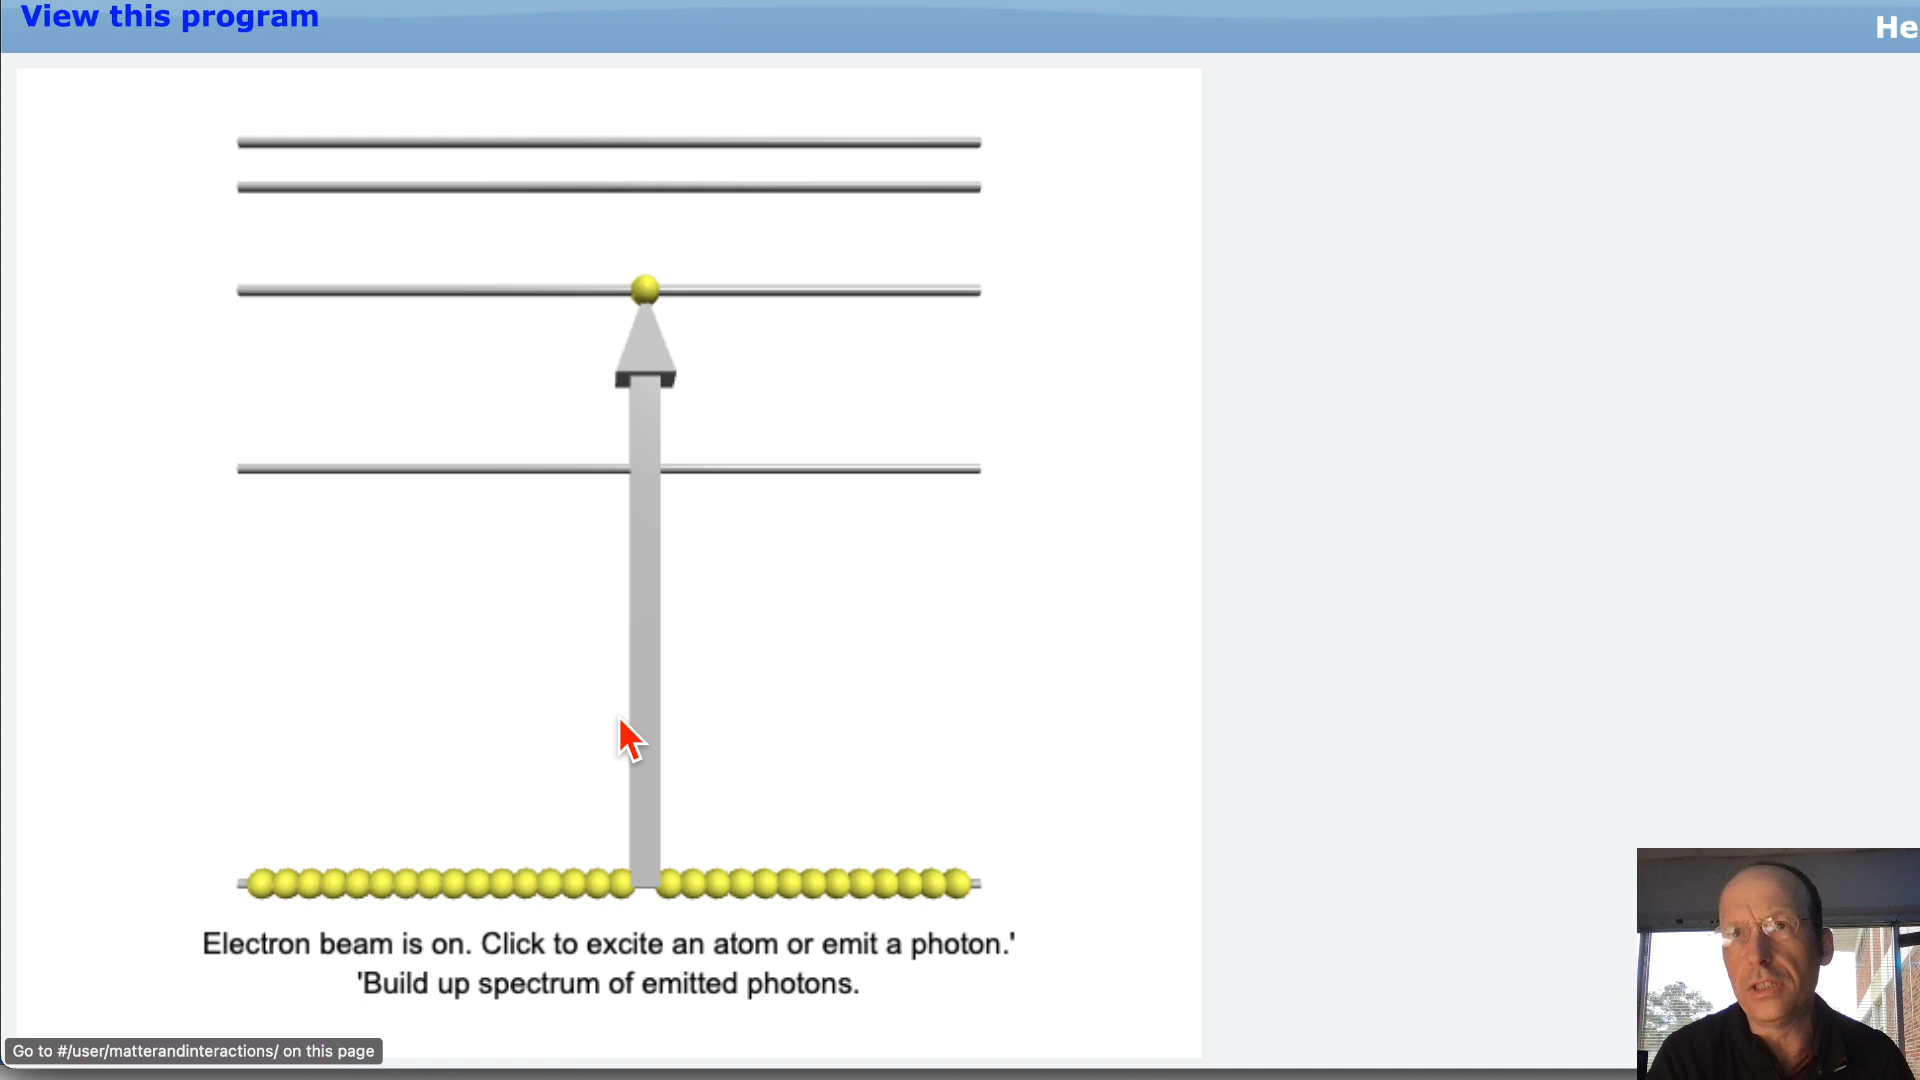 View this program
He
Electron beam is on. Click to excite an atom or emit a photon.'
'Build up spectrum of emitted photons.
Go to #/user/matterandinteractions/ on this page